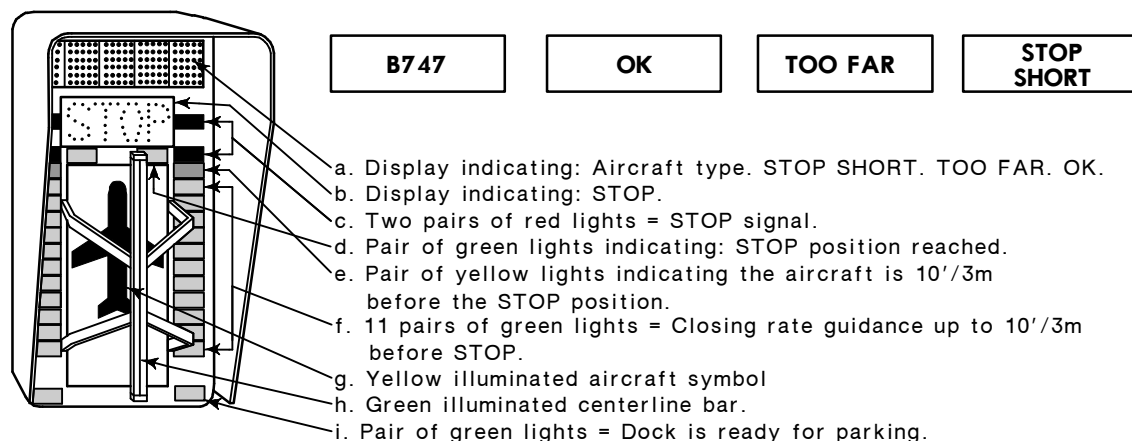 B747
OK
TOO FAR
STOP
SHORT
STOP
a. Display indicating: Aircraft type. STOP SHORT. TOO FAR. OK.
b. Display indicating: STOP.
c. Two pairs of red lights = STOP signal.
d. Pair of green lights indicating: STOP position reached.
e. Pair of yellow lights indicating the aircraft is 10'/3m
before the STOP position.
f. 11 pairs of green lights = Closing rate guidance up to 10'/3m
before STOP.
g. Yellow illuminated aircraft symbol
h. Green illuminated centerline bar.
i. Pair of green lights = Dock is ready for parking.